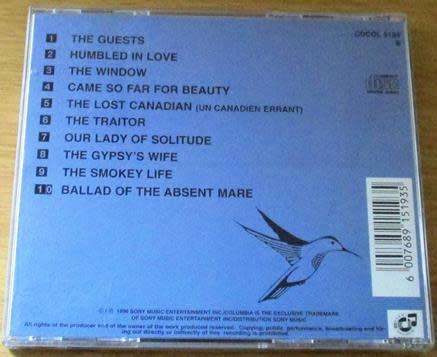 1 THE GUESTS
2 HUMBLED IN LOVE
3 THE WINDOW
4 CAME SO FAR FOR BEAUTY
5 THE LOST CANADIAN (UN CANADIEN ERRANT)
6 THE TRAITOR
7 OUR LADY OF SOLITUDE
8 THE GYPSY'S WIFE
9 THE SMOKEY LIFE
10 BALLAD OF THE ABSENT MARE
CDCOL
6 007689 151935
SONY MUSIC ENTERTAINMENT INC./COLUMBIA IS THE EXCLUSIVE TRADEMARK
OF SONY MUSIC ENTERTAINMENT INC/DISTRIBUTION SONY MUSIC
All rights of the producer and of the owner of the work produced reserved. Copying, public performance, broadcasting and hir-
ing out directly or indirectly of this recording is prohibited.